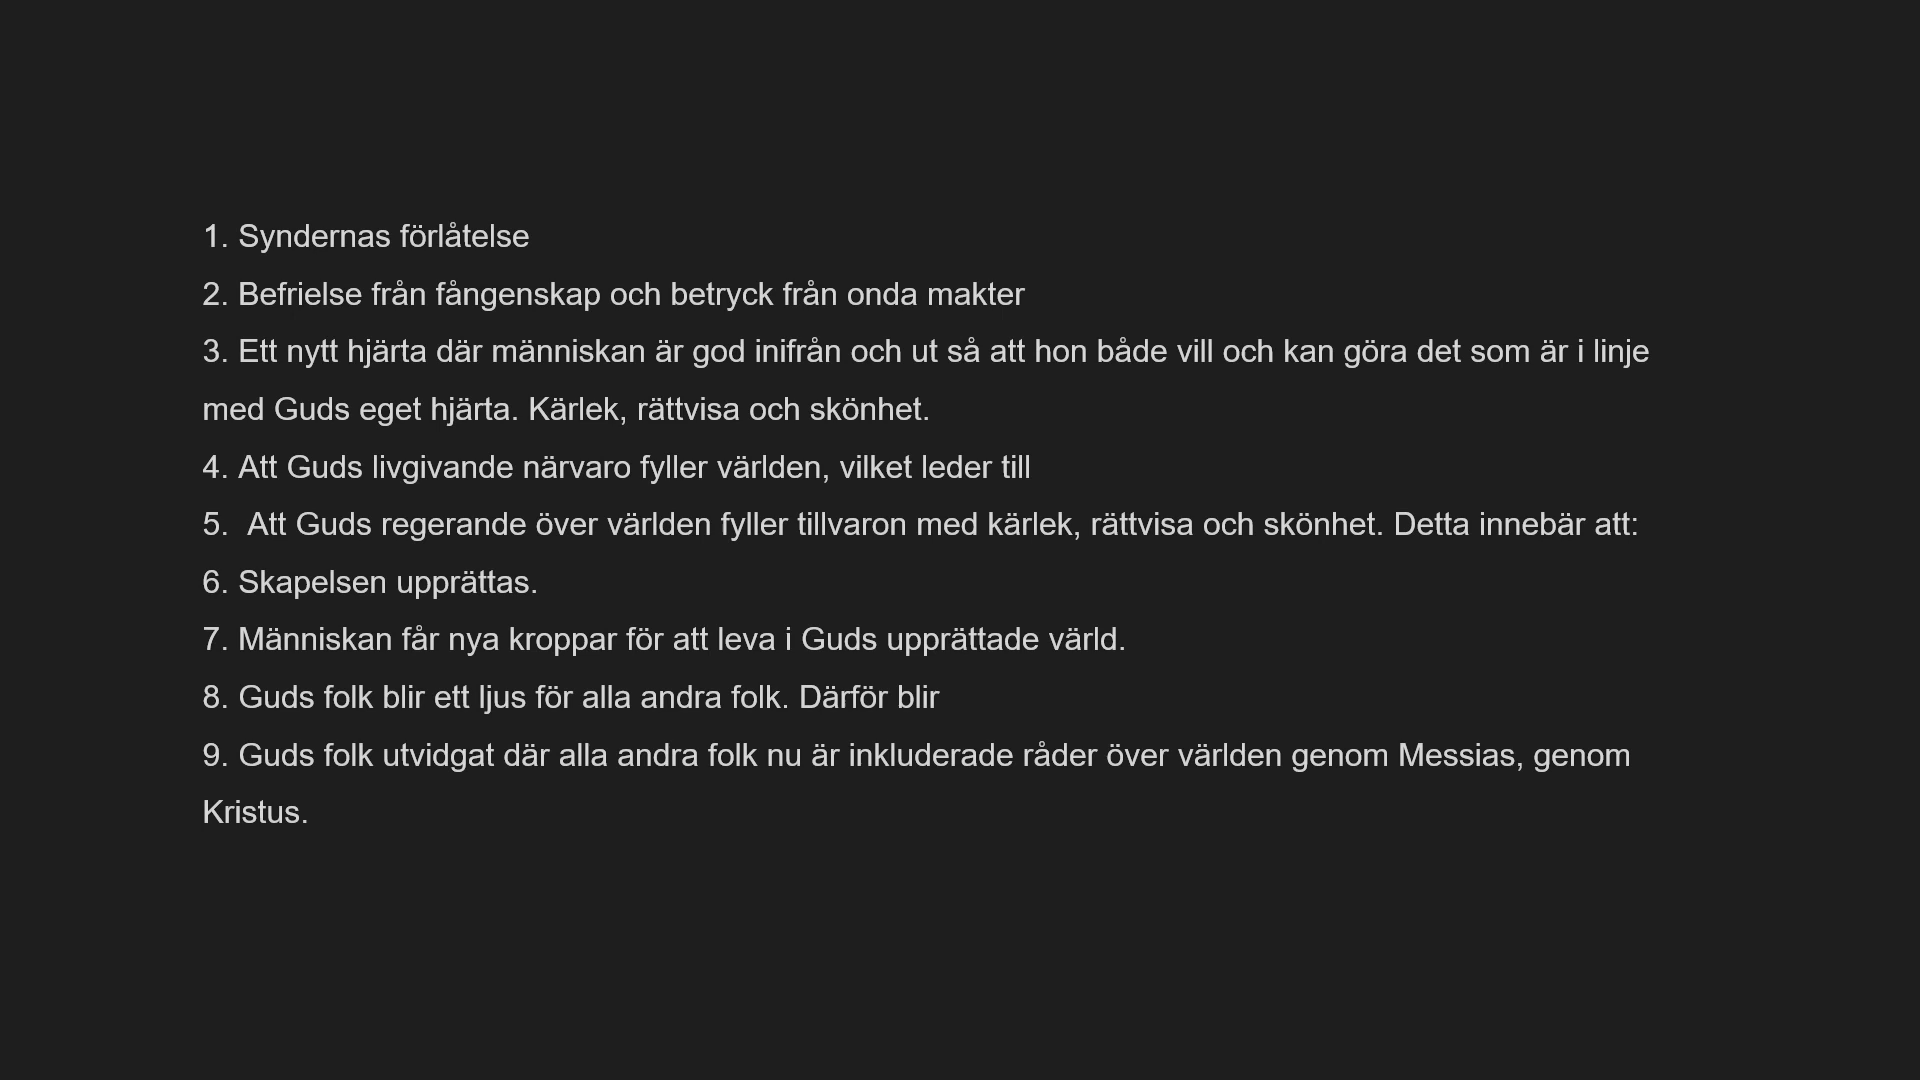 1. Syndernas förlåtelse
2. Befrielse från fångenskap och betryck från onda makter
3. Ett nytt hjärta där människan är god inifrån och ut så att hon både vill och kan göra det som är i linje
med Guds eget hjärta. Kärlek, rättvisa och skönhet.
4. Att Guds livgivande närvaro fyller världen, vilket leder till
5.  Att Guds regerande över världen fyller tillvaron med kärlek, rättvisa och skönhet. Detta innebär att:
6. Skapelsen upprättas.
7. Människan får nya kroppar för att leva i Guds upprättade värld.
8. Guds folk blir ett ljus för alla andra folk. Därför blir
9. Guds folk utvidgat där alla andra folk nu är inkluderade råder över världen genom Messias, genom
Kristus.